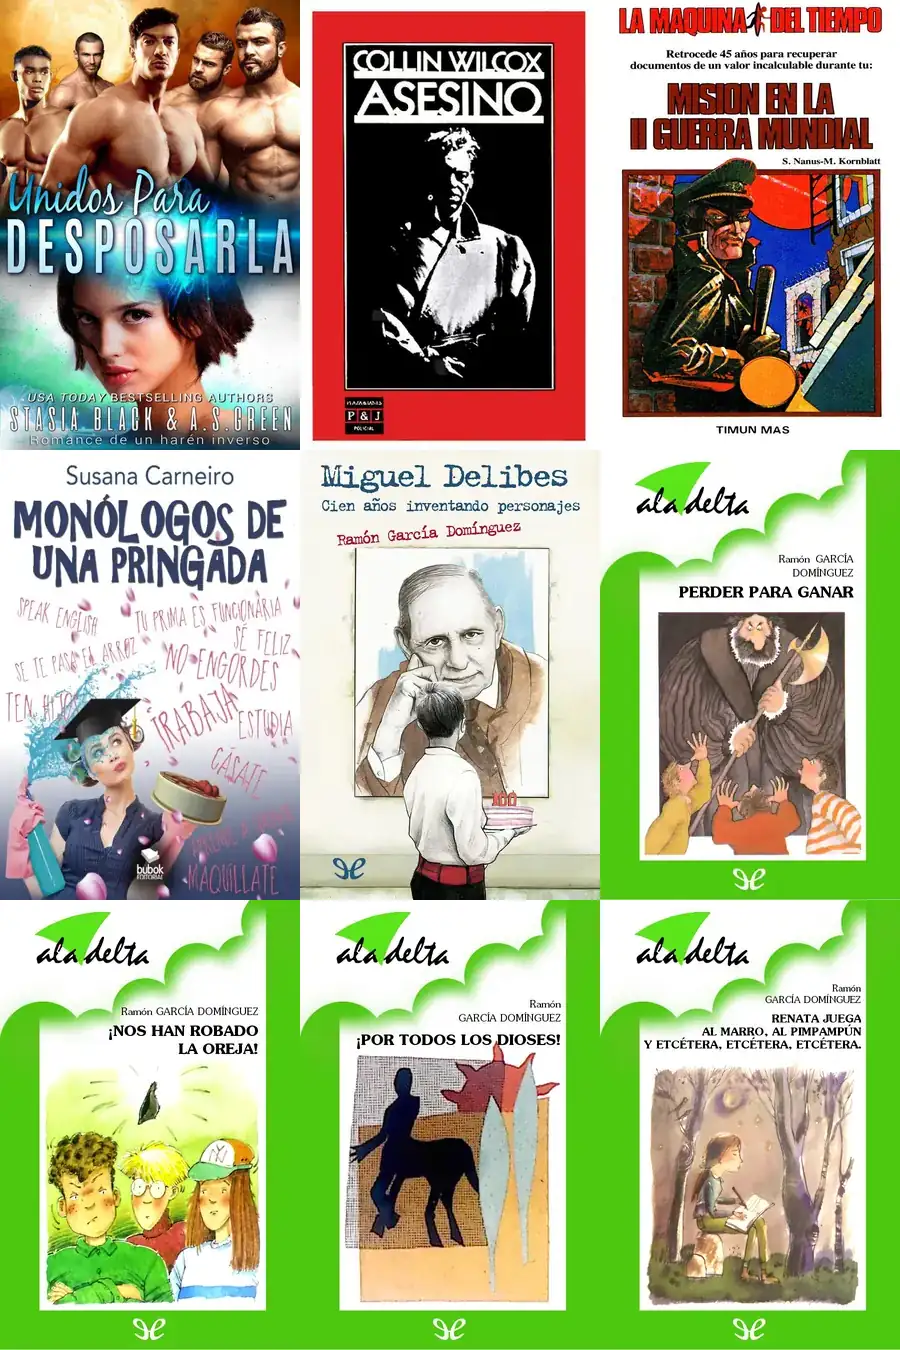 Unidos Para
DESPOSARLA
USA TODAY BESTSELLING AUTHORS
STASIA BLACK & A.S. GREEN
Romance de un harén inverso
COLLIN WILCOX
ASESINO
PLAZA & JANES
P & J
POLICIAL
LA MAQUINA DEL TIEMPO
Retrocede 45 años para recuperar
documentos de un valor incalculable durante tu:
MISION EN LA
II GUERRA MUNDIAL
S. Nanus-M. Kornblatt
TIMUN MAS
Susana Carneiro
MONÓLOGOS DE
UNA PRINGADA
SPEAK ENGLISH
TU PRIMA ES FUNCIONARIA
SÉ FELIZ
SE TE PASA EL ARROZ
NO ENGORDES
TEN HIJOS
TRABAJA
ESTUDIA
CÁSATE
MAQUÍLLATE
bubok
EDITORIAL
Miguel Delibes
Cien años inventando personajes
Ramón García Domínguez
100
ala delta
Ramón GARCÍA
DOMÍNGUEZ
PERDER PARA GANAR
ala delta
Ramón GARCÍA DOMÍNGUEZ
¡NOS HAN ROBADO
LA OREJA!
NY
ala delta
Ramón
GARCÍA DOMÍNGUEZ
¡POR TODOS LOS DIOSES!
ala delta
Ramón
GARCÍA DOMÍNGUEZ
RENATA JUEGA
AL MARRO, AL PIMPAMPÚN
Y ETCÉTERA, ETCÉTERA, ETCÉTERA.